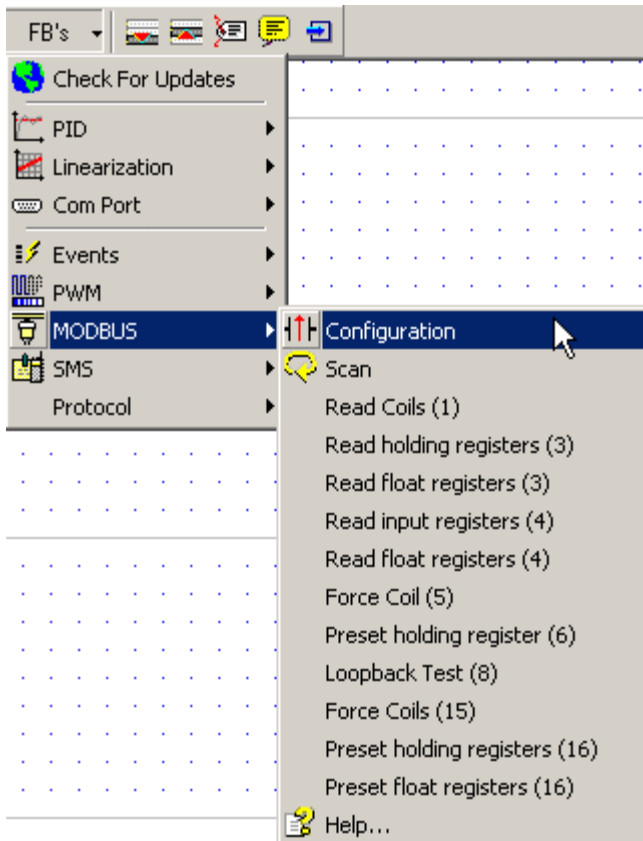 FB's
Check For Updates
PID
Linearization
Com Port
Events
PWM
MODBUS
SMS
Protocol
Configuration
Scan
Read Coils (1)
Read holding registers (3)
Read float registers (3)
Read input registers (4)
Read float registers (4)
Force Coil (5)
Preset holding register (6)
Loopback Test (8)
Force Coils (15)
Preset holding registers (16)
Preset float registers (16)
Help...